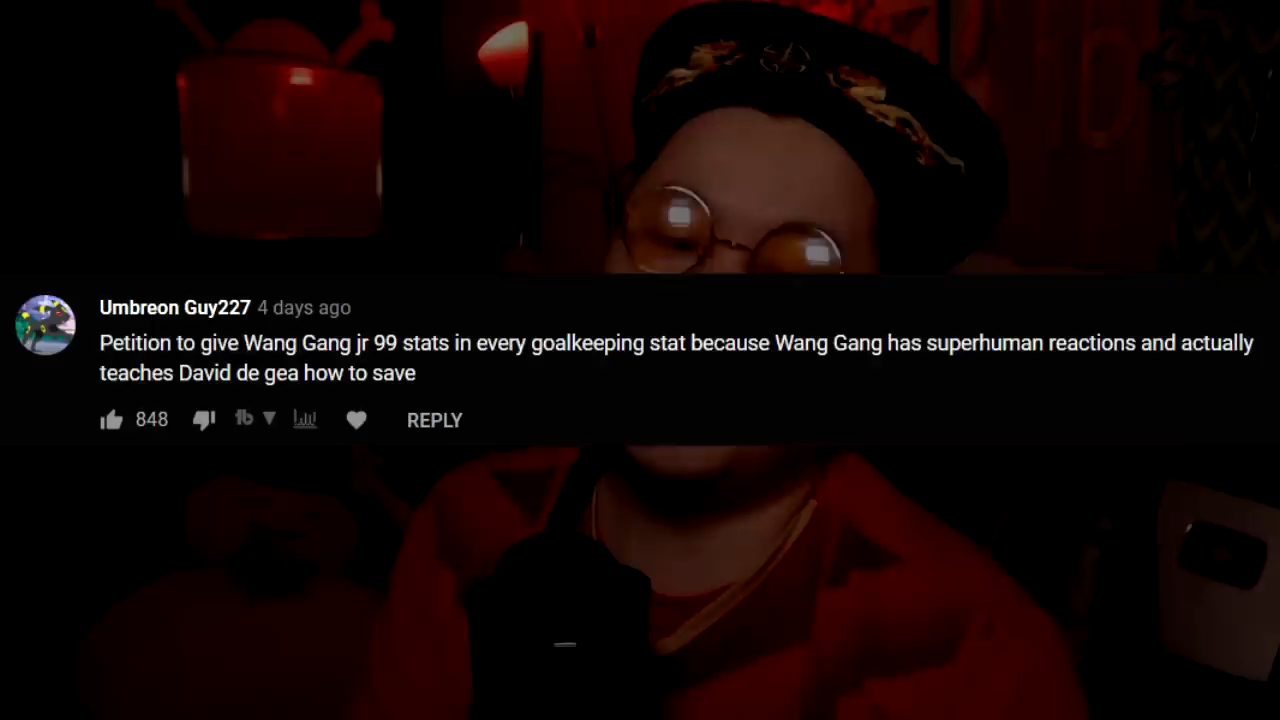 Umbreon Guy227 4 days ago
Petition to give Wang Gang jr 99 stats in every goalkeeping stat because Wang Gang has superhuman reactions and actually
teaches David de gea how to save
848 REPLY